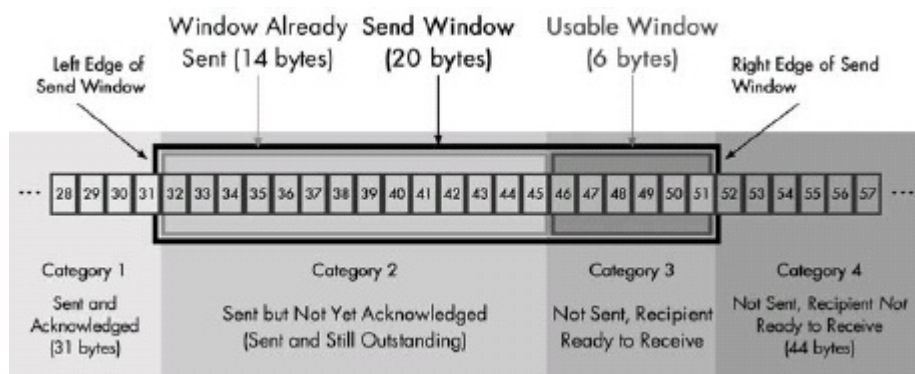 Window Already
Sent (14 bytes)
Send Window
(20 bytes)
Usable Window
(6 bytes)
Left Edge of
Send Window
Right Edge of Send
Window
... 28 29 30 31 32 33 34 35 36 37 38 39 40 41 42 43 44 45 46 47 48 49 50 51 52 53 54 55 56 57 ...
Category 1
Sent and
Acknowledged
(31 bytes)
Category 2
Sent but Not Yet Acknowledged
(Sent and Still Outstanding)
Category 3
Not Sent, Recipient
Ready to Receive
Category 4
Not Sent, Recipient Not
Ready to Receive
(44 bytes)